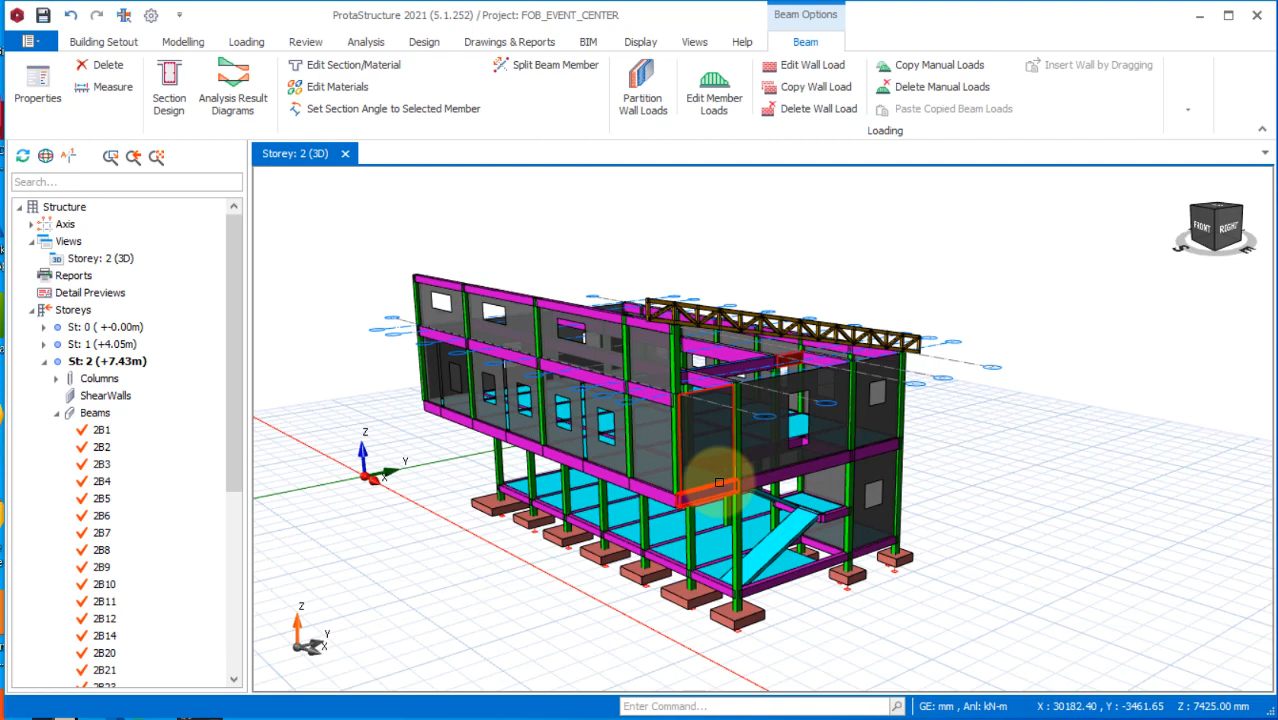 ProtaStructure 2021 (5.1.252) / Project: FOB_EVENT_CENTER
Beam Options
Building Setout
Modelling
Loading
Review
Analysis
Design
Drawings & Reports
BIM
Display
Views
Help
Beam
Properties
Delete
Measure
Section Design
Analysis Result Diagrams
Edit Section/Material
Edit Materials
Set Section Angle to Selected Member
Split Beam Member
Partition Wall Loads
Edit Member Loads
Edit Wall Load
Copy Wall Load
Delete Wall Load
Copy Manual Loads
Delete Manual Loads
Paste Copied Beam Loads
Insert Wall by Dragging
Loading
Storey: 2 (3D)
Search...
Structure
Axis
Views
3D Storey: 2 (3D)
Reports
Detail Previews
Storeys
St: 0 ( +-0.00m)
St: 1 (+4.05m)
St: 2 (+7.43m)
Columns
ShearWalls
Beams
2B1
2B2
2B3
2B4
2B5
2B6
2B7
2B8
2B9
2B10
2B11
2B12
2B14
2B20
2B21
2B23
FRONT
RIGHT
S
E
Z
Y
X
Z
Y
X
Enter Command...
GE: mm , Anl: kN-m
X : 30182.40 , Y : -3461.65
Z : 7425.00 mm